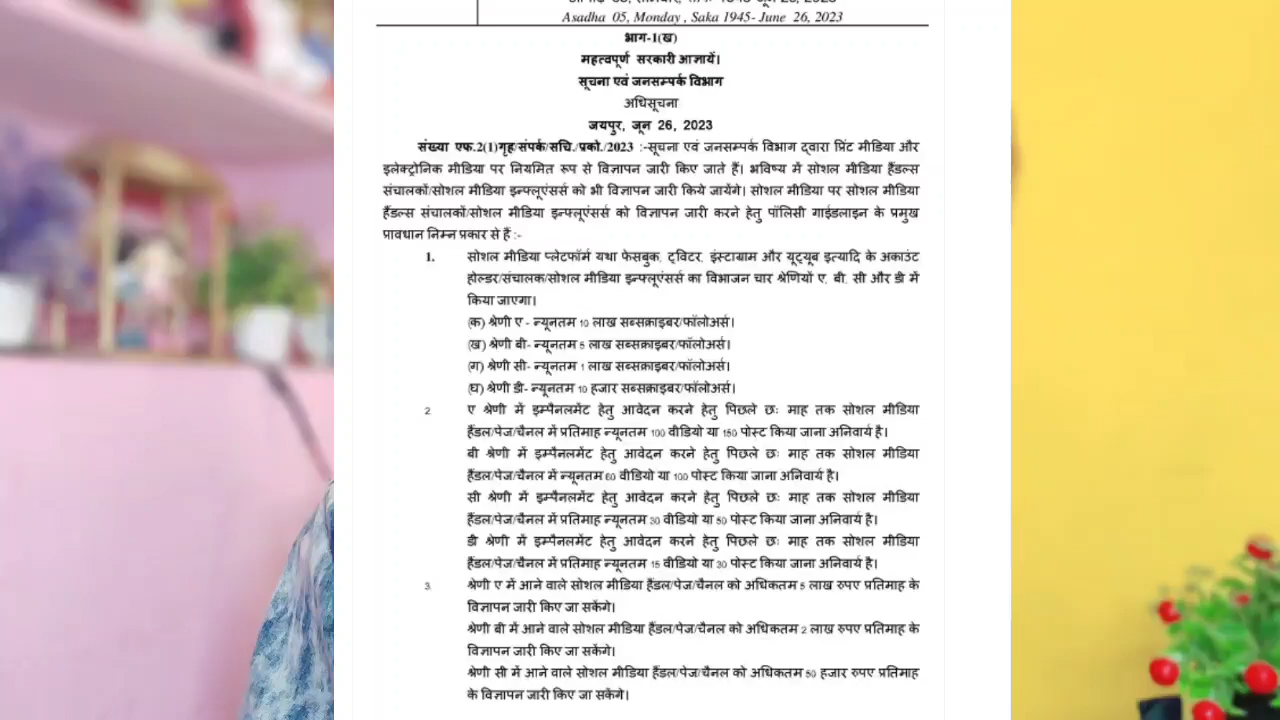 Asadha 05, Monday , Saka 1945- June 26, 2023
भाग-1(ख)
महत्वपूर्ण सरकारी आज्ञायें।
सूचना एवं जनसम्पर्क विभाग
अधिसूचना
जयपुर, जून 26, 2023
संख्या एफ.2(1)गृह/संपर्क/सचि./प्रको./2023 :-सूचना एवं जनसम्पर्क विभाग द्वारा प्रिंट मीडिया और
इलेक्ट्रोनिक मीडिया पर नियमित रूप से विज्ञापन जारी किए जाते हैं। भविष्य में सोशल मीडिया हैंडल्स
संचालकों/सोशल मीडिया इन्फ्लूएंसर्स को भी विज्ञापन जारी किये जायेंगे। सोशल मीडिया पर सोशल मीडिया
हैंडल्स संचालकों/सोशल मीडिया इन्फ्लूएंसर्स को विज्ञापन जारी करने हेतु पॉलिसी गाईडलाइन के प्रमुख
प्रावधान निम्न प्रकार से हैं :-
1. सोशल मीडिया प्लेटफॉर्म यथा फेसबुक, ट्विटर, इंस्टाग्राम और यूट्यूब इत्यादि के अकाउंट
होल्डर/संचालक/सोशल मीडिया इन्फ्लूएंसर्स का विभाजन चार श्रेणियों ए, बी, सी और डी में
किया जाएगा।
(क) श्रेणी ए - न्यूनतम 10 लाख सब्सक्राइबर/फॉलोअर्स।
(ख) श्रेणी बी- न्यूनतम 5 लाख सब्सक्राइबर/फॉलोअर्स।
(ग) श्रेणी सी- न्यूनतम 1 लाख सब्सक्राइबर/फॉलोअर्स।
(घ) श्रेणी डी- न्यूनतम 10 हजार सब्सक्राइबर/फॉलोअर्स।
2. ए श्रेणी में इम्पैनलमेंट हेतु आवेदन करने हेतु पिछले छः माह तक सोशल मीडिया
हैंडल/पेज/चैनल में प्रतिमाह न्यूनतम 100 वीडियो या 150 पोस्ट किया जाना अनिवार्य है।
बी श्रेणी में इम्पैनलमेंट हेतु आवेदन करने हेतु पिछले छः माह तक सोशल मीडिया
हैंडल/पेज/चैनल में न्यूनतम 60 वीडियो या 100 पोस्ट किया जाना अनिवार्य है।
सी श्रेणी में इम्पैनलमेंट हेतु आवेदन करने हेतु पिछले छः माह तक सोशल मीडिया
हैंडल/पेज/चैनल में प्रतिमाह न्यूनतम 30 वीडियो या 50 पोस्ट किया जाना अनिवार्य है।
डी श्रेणी में इम्पैनलमेंट हेतु आवेदन करने हेतु पिछले छः माह तक सोशल मीडिया
हैंडल/पेज/चैनल में प्रतिमाह न्यूनतम 15 वीडियो या 30 पोस्ट किया जाना अनिवार्य है।
3. श्रेणी ए में आने वाले सोशल मीडिया हैंडल/पेज/चैनल को अधिकतम 5 लाख रुपए प्रतिमाह के
विज्ञापन जारी किए जा सकेंगे।
श्रेणी बी में आने वाले सोशल मीडिया हैंडल/पेज/चैनल को अधिकतम 2 लाख रुपए प्रतिमाह के
विज्ञापन जारी किए जा सकेंगे।
श्रेणी सी में आने वाले सोशल मीडिया हैंडल/पेज/चैनल को अधिकतम 50 हजार रुपए प्रतिमाह
के विज्ञापन जारी किए जा सकेंगे।